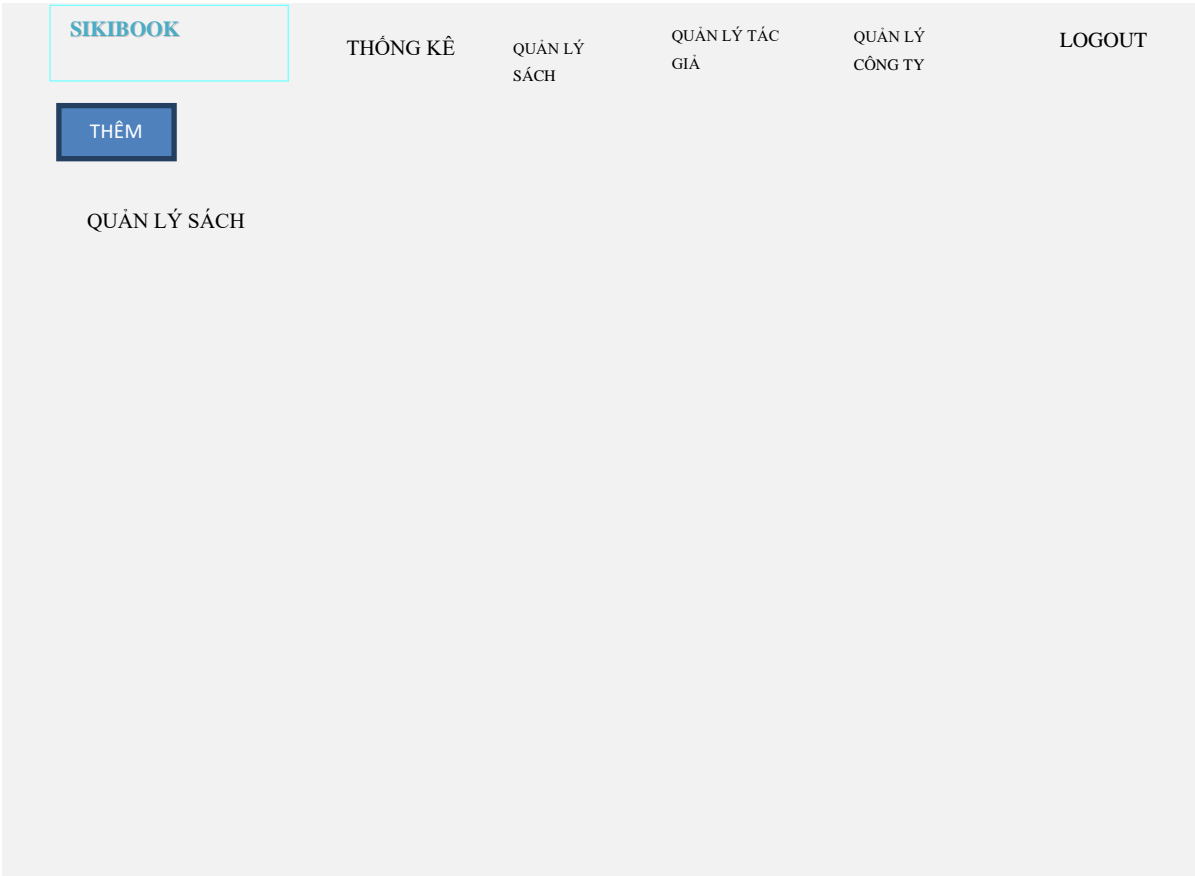 SIKIBOOK
THỐNG KÊ
QUẢN LÝ
SÁCH
QUẢN LÝ TÁC
GIẢ
QUẢN LÝ
CÔNG TY
LOGOUT
THÊM
QUẢN LÝ SÁCH